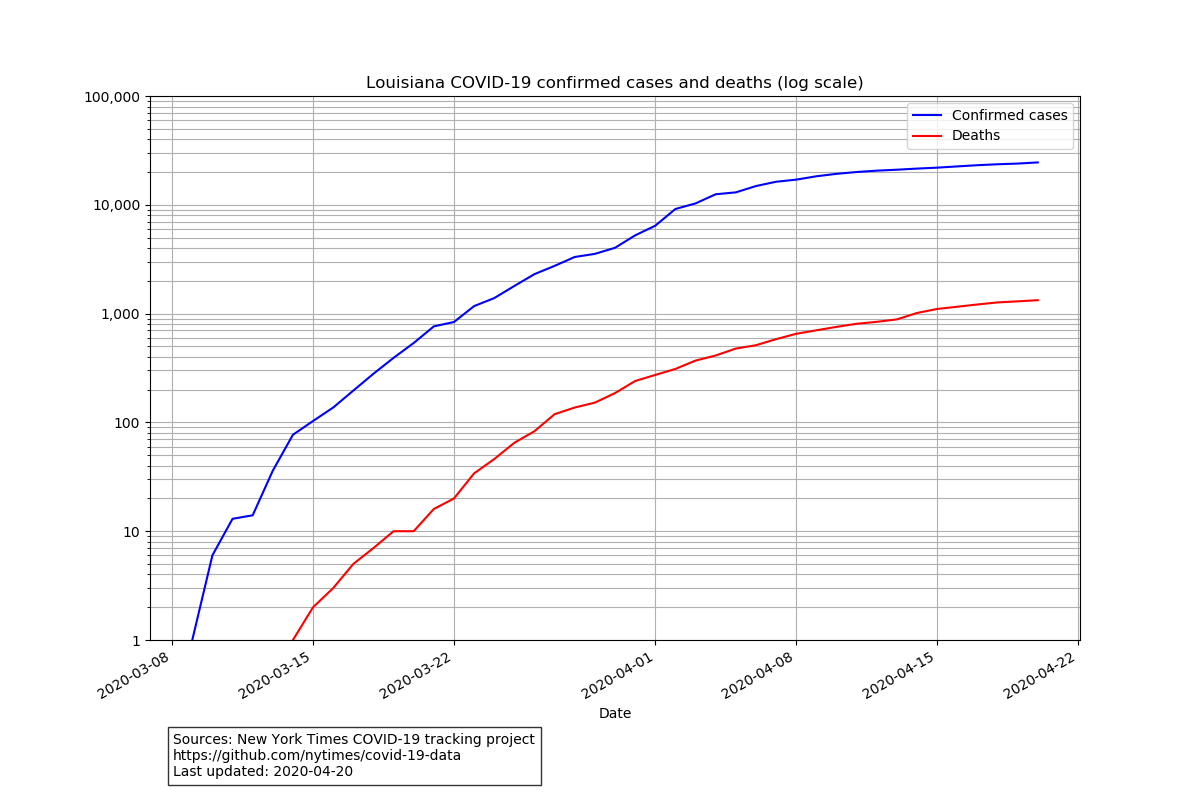 Louisiana COVID-19 confirmed cases and deaths (log scale)
100,000
10,000
1,000
100
10
1
Confirmed cases
Deaths
2020-03-08
2020-03-15
2020-03-22
2020-04-01
2020-04-08
2020-04-15
2020-04-22
Date
Sources: New York Times COVID-19 tracking project
https://github.com/nytimes/covid-19-data
Last updated: 2020-04-20